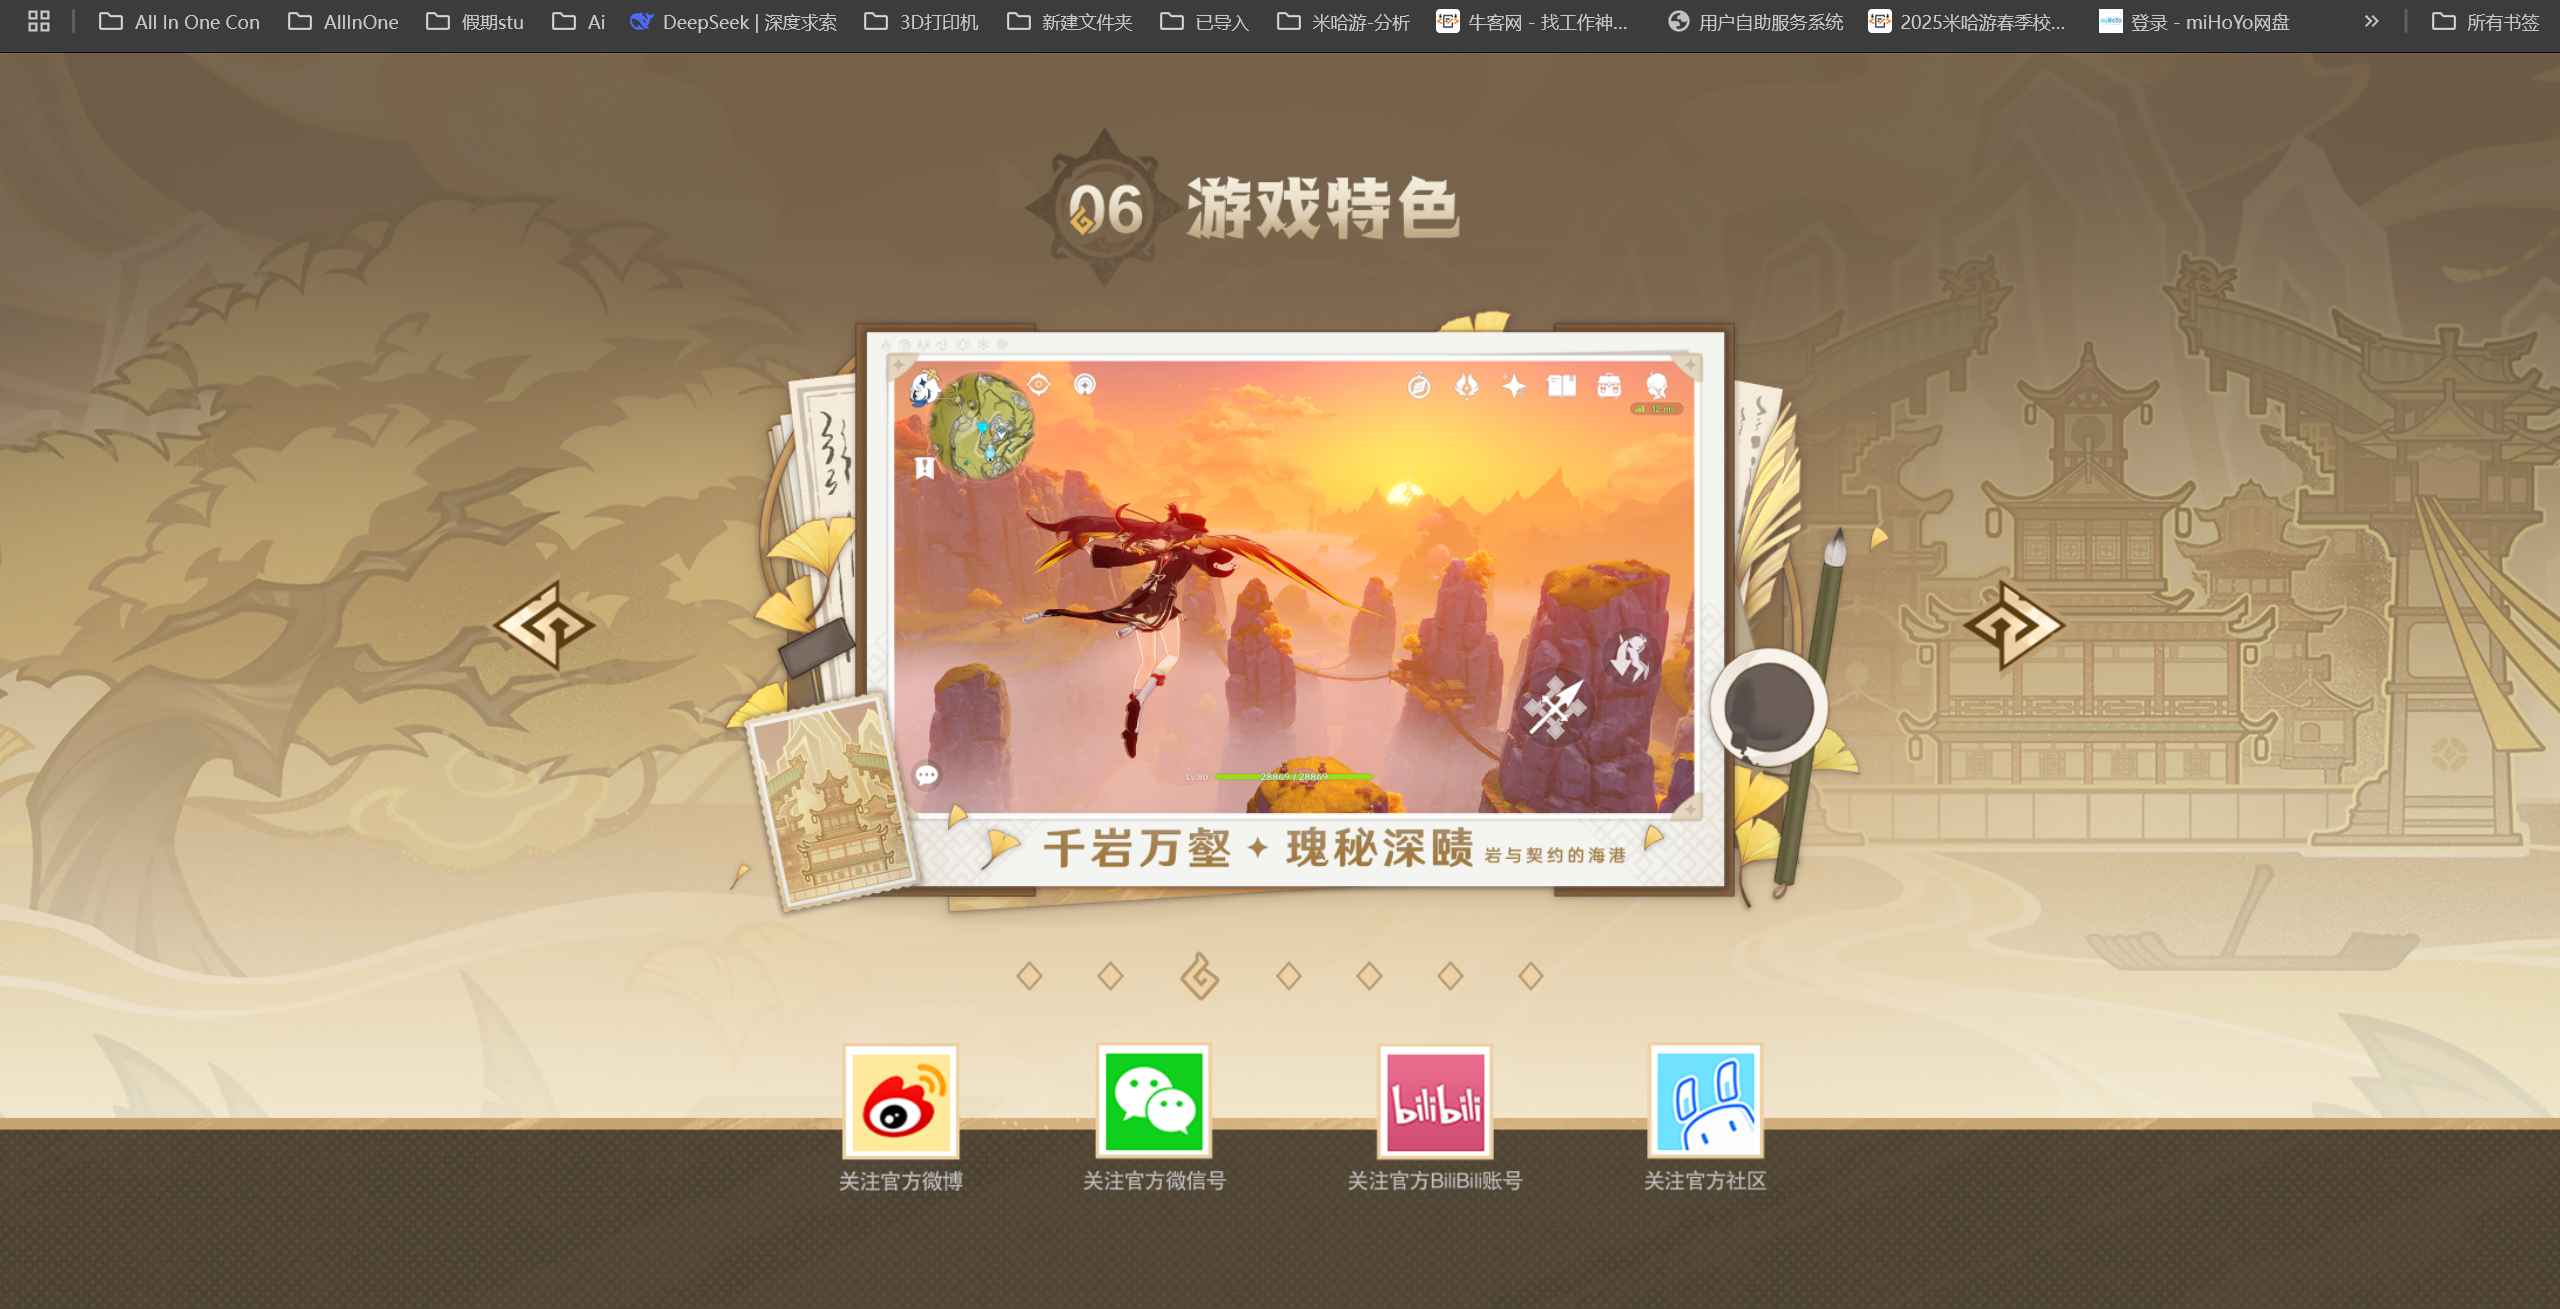 All In One Con
AllInOne
假期stu
Ai
DeepSeek | 深度求索
3D打印机
新建文件夹
已导入
米哈游-分析
牛客网 - 找工作神...
用户自助服务系统
2025米哈游春季校...
登录 - miHoYo网盘
所有书签
06 游戏特色
12 ms
Lv.80 28869 / 28869
千岩万壑 ✦ 瑰秘深赜 岩与契约的海港
bilibili
关注官方微博
关注官方微信号
关注官方BiliBili账号
关注官方社区